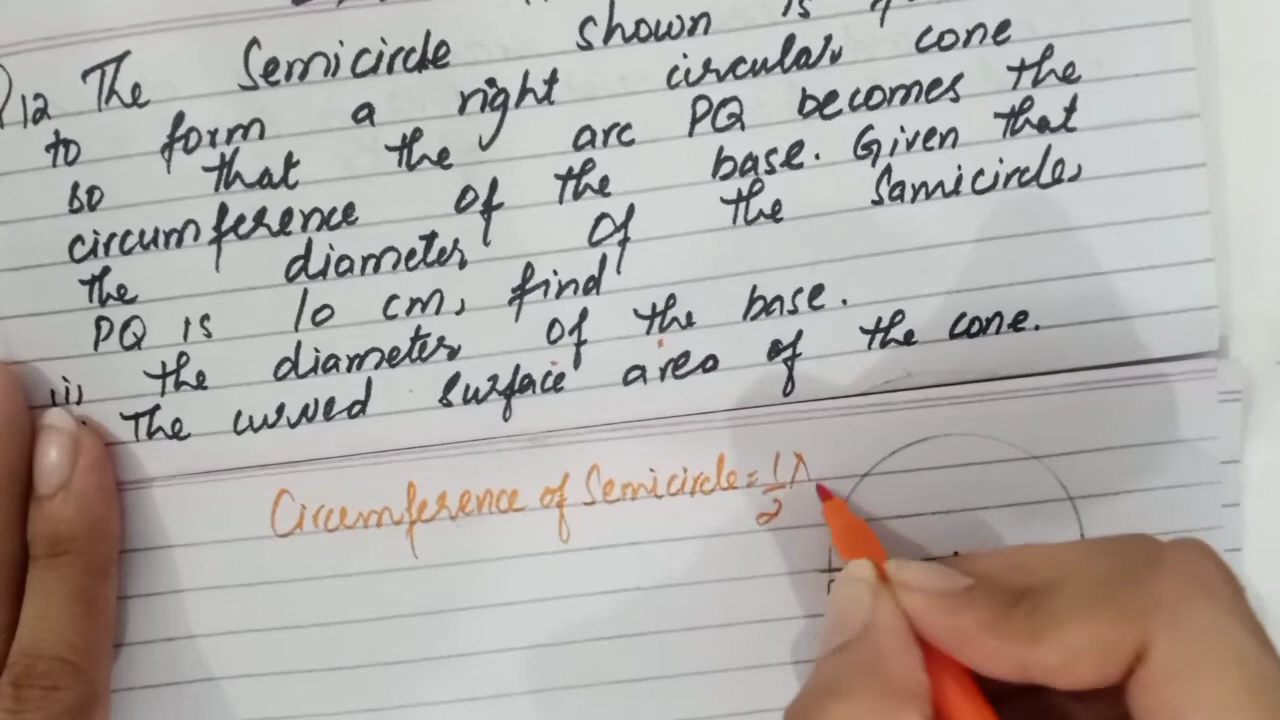 12 The Semicircle shown is
to form a right circular cone
so that the arc PQ becomes the
circumference of the base. Given that
the diameter of the Samicircle,
PQ is 10 cm, find
the diameter of the base.
ii) The curved surface area of the cone.
Circumference of Semicircle = 1/2 λ